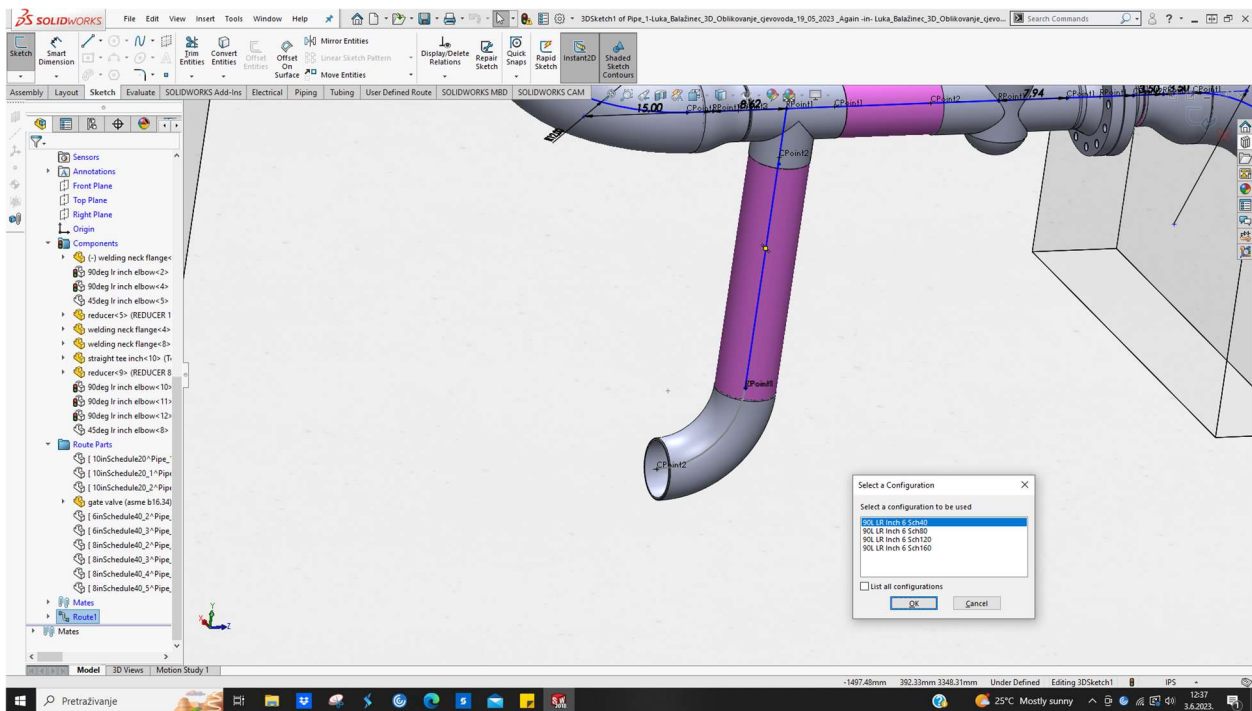 SOLIDWORKS File Edit View Insert Tools Window Help 3DSketch1 of Pipe_1-Luka_Balažinec_3D_Oblikovanje_cjevovoda_19_05_2023 _Again -in- Luka_Balažinec_3D_Oblikovanje_cjevo... Search Commands
Sketch
Smart Dimension
Trim Entities
Convert Entities
Offset Entities
Offset On Surface
Mirror Entities
Linear Sketch Pattern
Move Entities
Display/Delete Relations
Repair Sketch
Quick Snaps
Rapid Sketch
Instant2D
Shaded Sketch Contours
Assembly Layout Sketch Evaluate SOLIDWORKS Add-Ins Electrical Piping Tubing User Defined Route SOLIDWORKS MBD SOLIDWORKS CAM
Sensors
Annotations
Front Plane
Top Plane
Right Plane
Origin
Components
(-) welding neck flange<
90deg lr inch elbow<2>
90deg lr inch elbow<4>
45deg lr inch elbow<5>
reducer<5> (REDUCER 1
welding neck flange<4>
welding neck flange<8>
straight tee inch<10> (T
reducer<9> (REDUCER 8
90deg lr inch elbow<10>
90deg lr inch elbow<11>
90deg lr inch elbow<12>
45deg lr inch elbow<8>
Route Parts
[ 10inSchedule20^Pipe_1
[ 10inSchedule20_1^Pipe
[ 10inSchedule20_2^Pipe
gate valve (asme b16.34)
[ 6inSchedule40_2^Pipe_
[ 6inSchedule40_3^Pipe_
[ 8inSchedule40_2^Pipe_
[ 8inSchedule40_3^Pipe_
[ 8inSchedule40_4^Pipe_
[ 8inSchedule40_5^Pipe_
Mates
Route1
Mates
15.00
8.62
CPoint1
CPoint2
7.94
CPoint2
CPoint2
Select a Configuration
Select a configuration to be used
90L LR Inch 6 Sch40
90L LR Inch 6 Sch80
90L LR Inch 6 Sch120
90L LR Inch 6 Sch160
List all configurations
OK Cancel
Y
X
Z
Model 3D Views Motion Study 1
-1497.48mm 392.33mm 3348.31mm Under Defined Editing 3DSketch1 IPS
Pretraživanje
25°C Mostly sunny
12:37
3.6.2023.